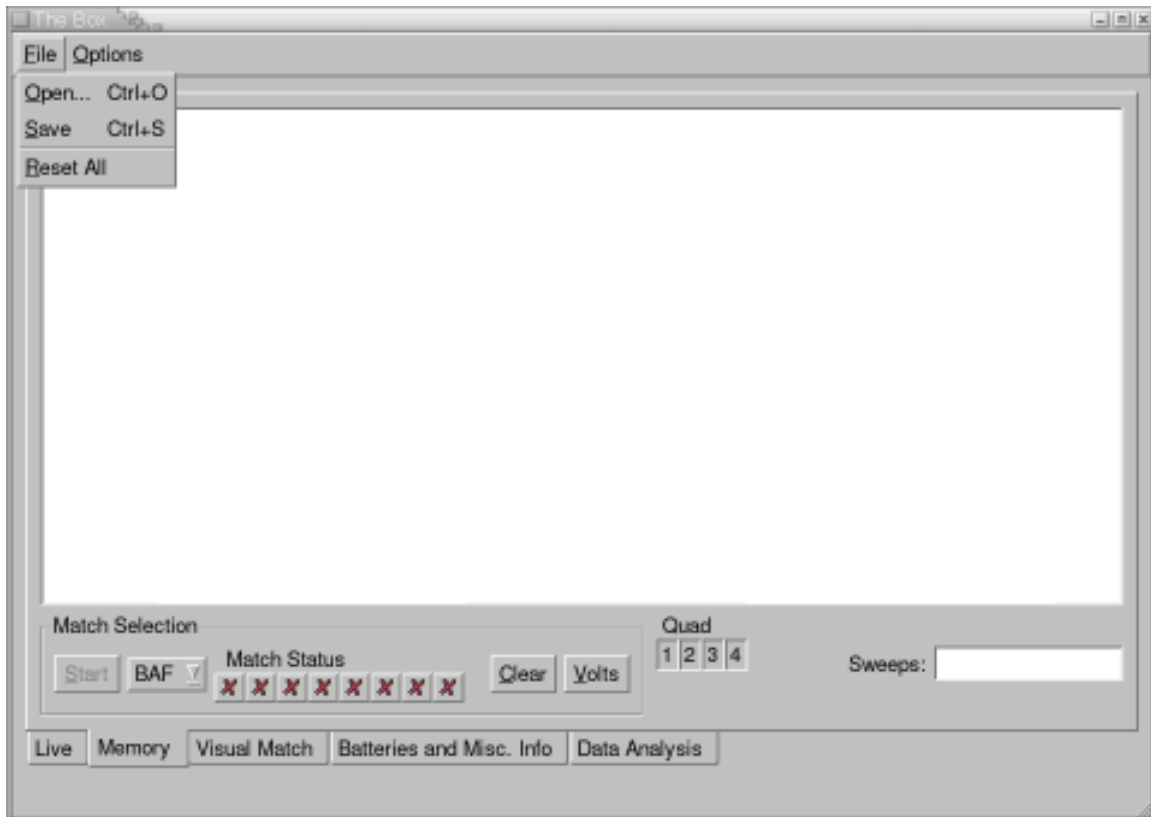 The Box
File Options
Open... Ctrl+O
Save Ctrl+S
Reset All
Match Selection
Quad
Start BAF Match Status Clear Volts
1 2 3 4
Sweeps:
Live Memory Visual Match Batteries and Misc. Info Data Analysis